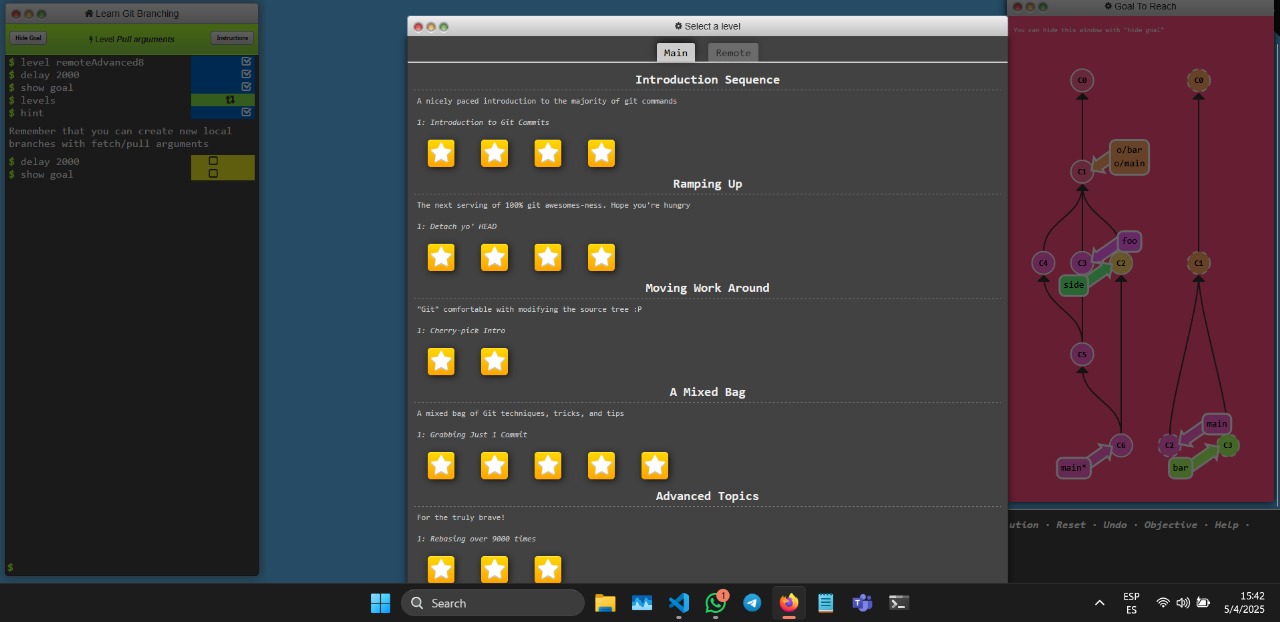 Learn Git Branching
Hide Goal
Level Pull arguments
Instructions
$ level remoteAdvanced8
$ delay 2000
$ show goal
$ levels
$ hint
Remember that you can create new local
branches with fetch/pull arguments
$ delay 2000
$ show goal
$
Select a level
Main
Remote
Introduction Sequence
A nicely paced introduction to the majority of git commands
1: Introduction to Git Commits
Ramping Up
The next serving of 100% git awesomes-ness. Hope you're hungry
1: Detach yo' HEAD
Moving Work Around
"Git" comfortable with modifying the source tree :P
1: Cherry-pick Intro
A Mixed Bag
A mixed bag of Git techniques, tricks, and tips
1: Grabbing Just 1 Commit
Advanced Topics
For the truly brave!
1: Rebasing over 9000 times
Goal To Reach
You can hide this window with "hide goal"
C0
C0
o/bar
o/main
C1
foo
C4
C3
C2
C1
side
C5
main
C6
C2
C3
main*
bar
ution · Reset · Undo · Objective · Help ·
Search
1
ESP
ES
15:42
5/4/2025